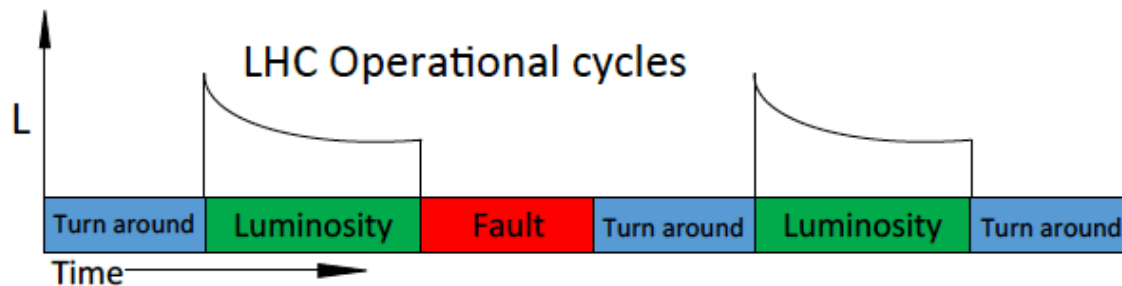 LHC Operational cycles
L
Turn around Luminosity Fault Turn around Luminosity Turn around
Time